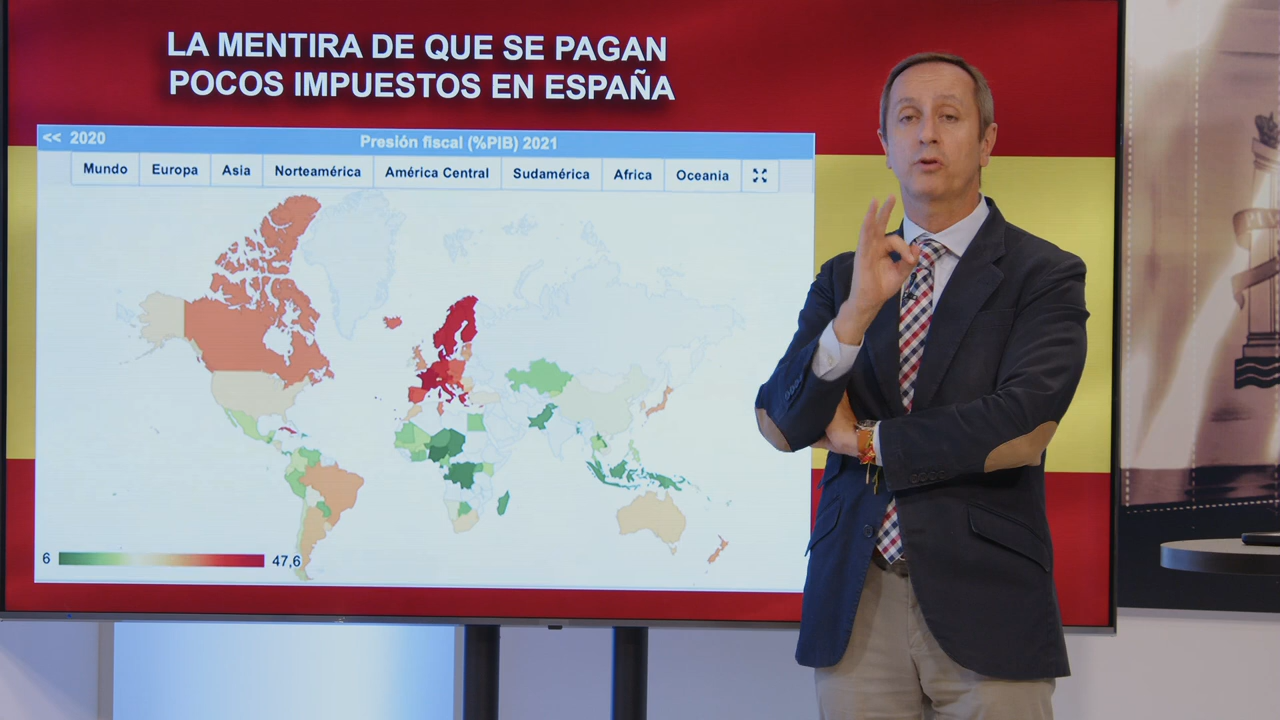 LA MENTIRA DE QUE SE PAGAN
POCOS IMPUESTOS EN ESPAÑA
<< 2020 Presión fiscal (%PIB) 2021
Mundo Europa Asia Norteamérica América Central Sudamérica Africa Oceania
6 47,6